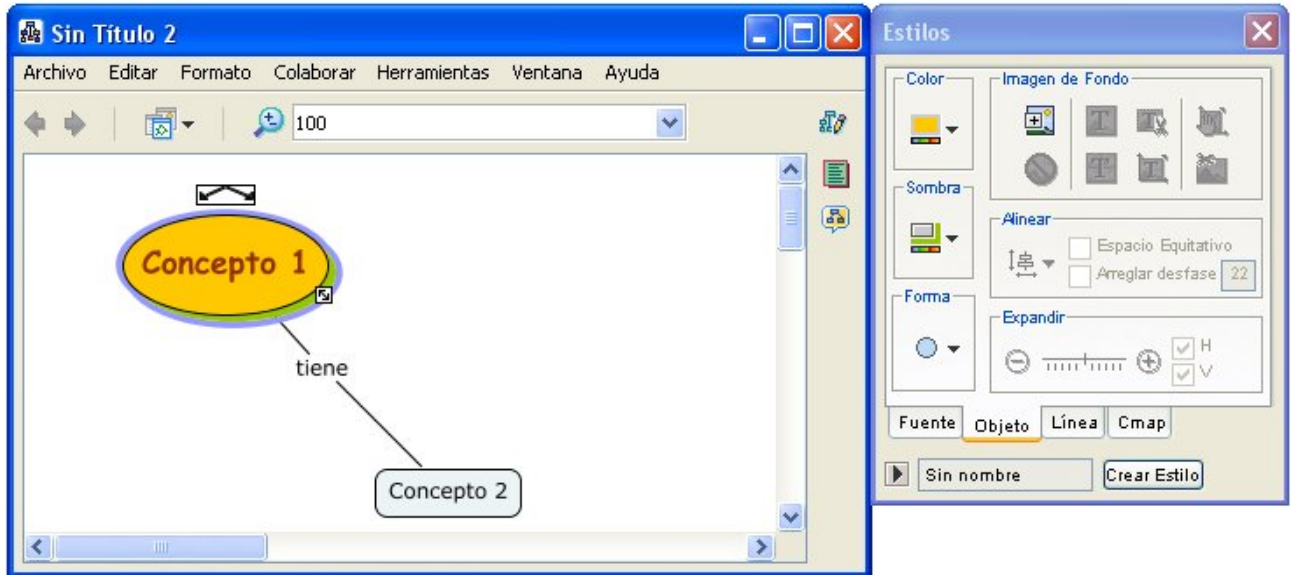 Sin Título 2
Archivo Editar Formato Colaborar Herramientas Ventana Ayuda
100
Concepto 1
tiene
Concepto 2
Estilos
Color
Imagen de Fondo
Sombra
Alinear
Espacio Equitativo
Arreglar desfase 22
Forma
Expandir
H
V
Fuente Objeto Línea Cmap
Sin nombre Crear Estilo